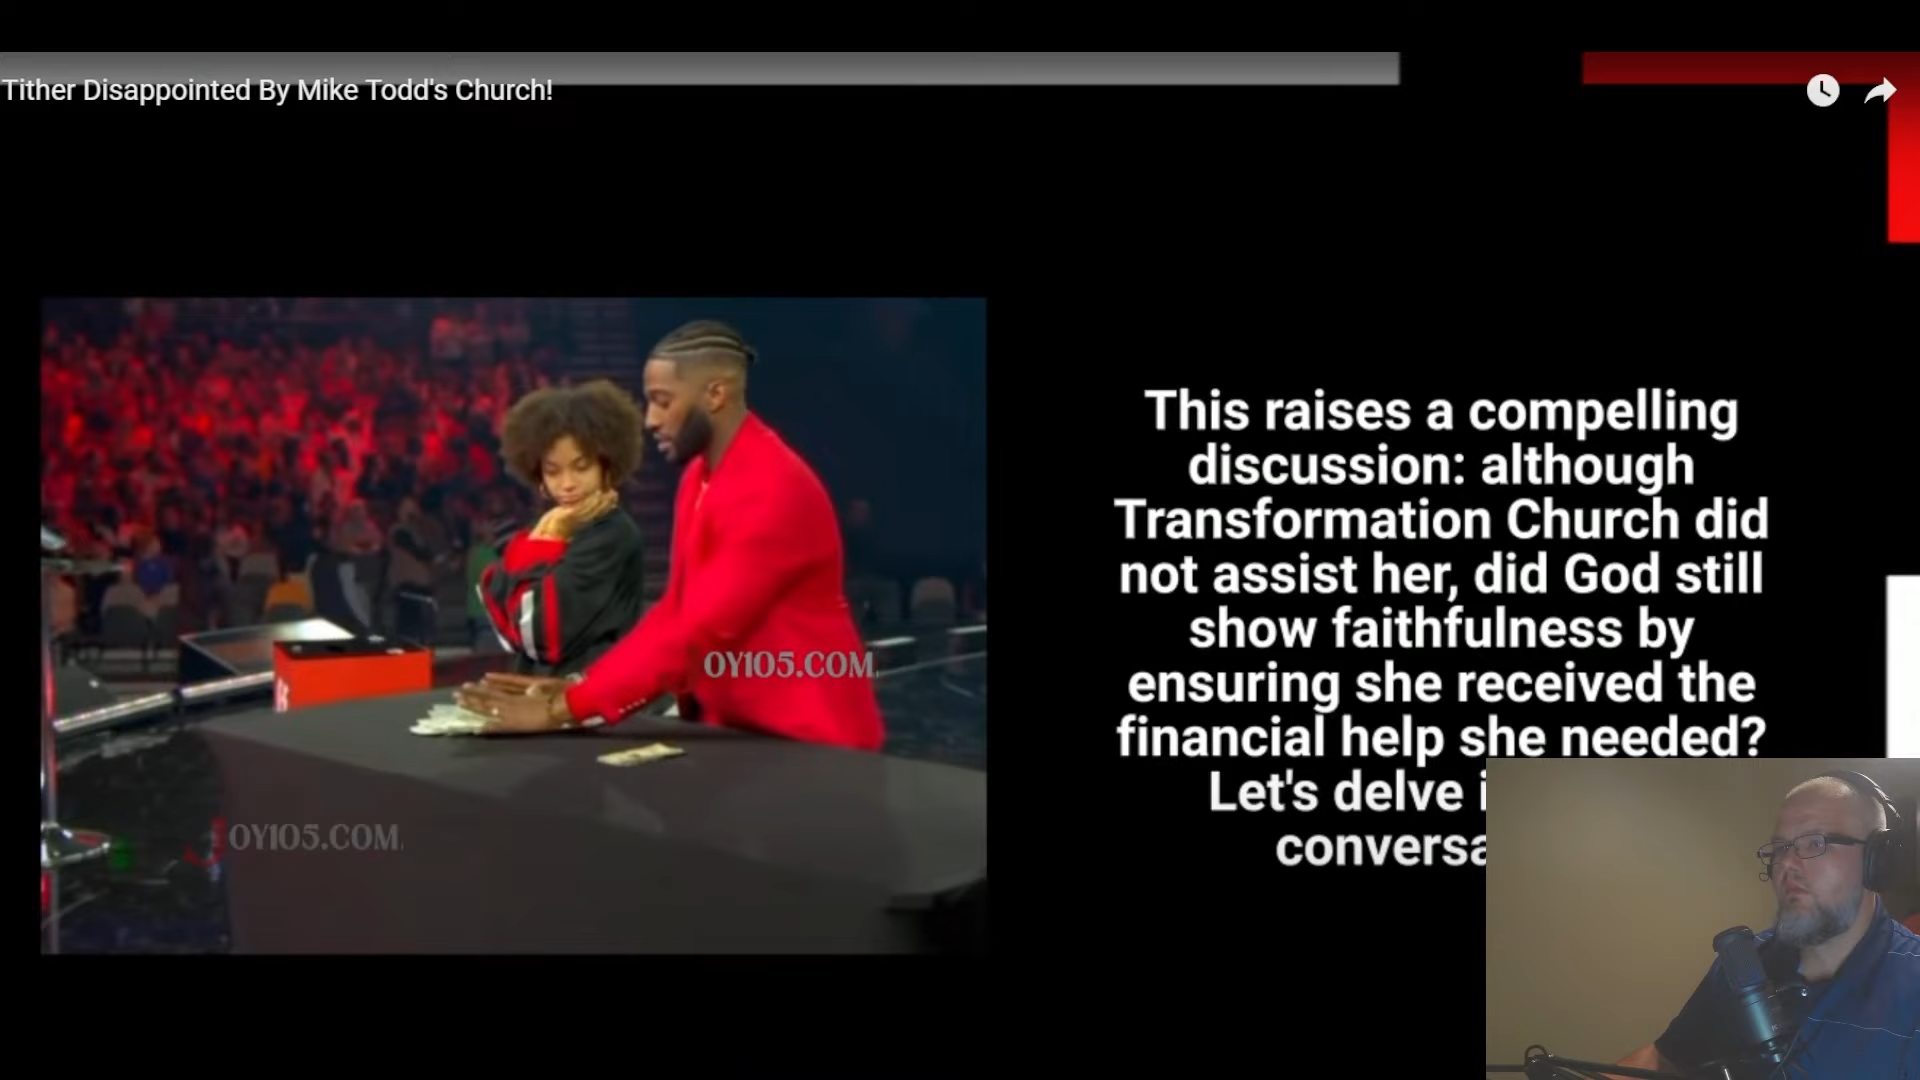 Tither Disappointed By Mike Todd's Church!
This raises a compelling
discussion: although
Transformation Church did
not assist her, did God still
show faithfulness by
ensuring she received the
financial help she needed?
Let's delve
conversa
OY105.COM.
OY105.COM.